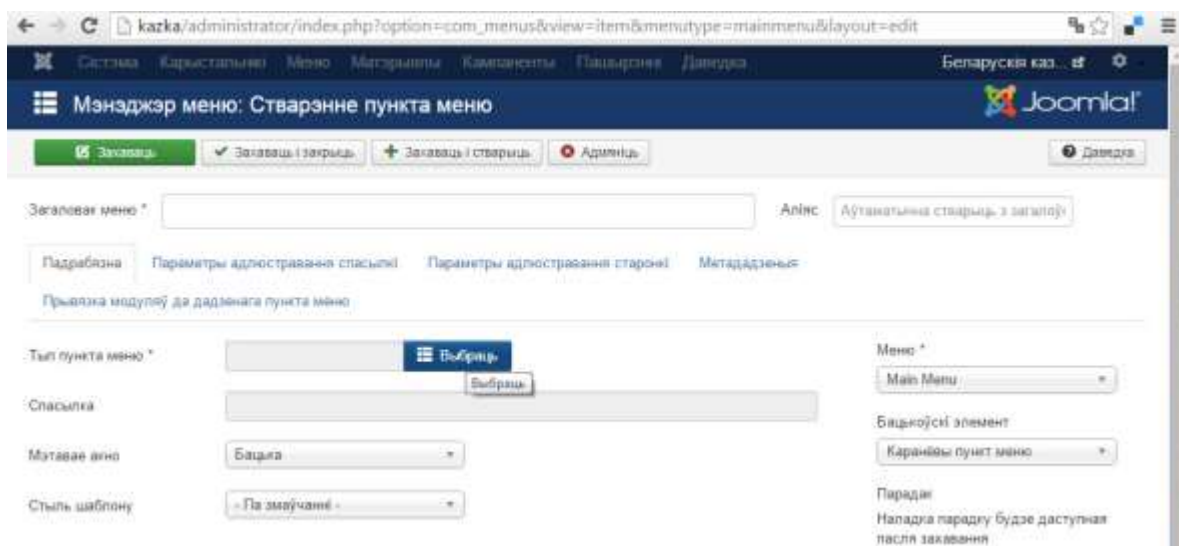 kazka/administrator/index.php?option=com_menus&view=item&menutype=mainmenu&layout=edit
Сістэма Карыстальнікі Меню Матэрыялы Кампаненты Пашырэнні Даведка Беларускія каз...
Мэнэджэр меню: Стварэнне пункта меню Joomla!
Захаваць Захаваць і закрыць Захаваць і стварыць Адмяніць Даведка
Загаловак меню * Аліяс Аўтаматычна стварыць з загалоўк
Падрабязна Параметры адлюстравання спасылкі Параметры адлюстравання старонкі Метададзеныя
Прывязка модуляў да дадзенага пункта меню
Тып пункта меню * Выбраць Меню *
Выбраць Main Menu
Спасылка
Бацькоўскі элемент
Мэтавае акно Бацька Каранёвы пункт меню
Стыль шаблону - Па змаўчанні - Парадак
Наладка парадку будзе даступная
пасля захавання